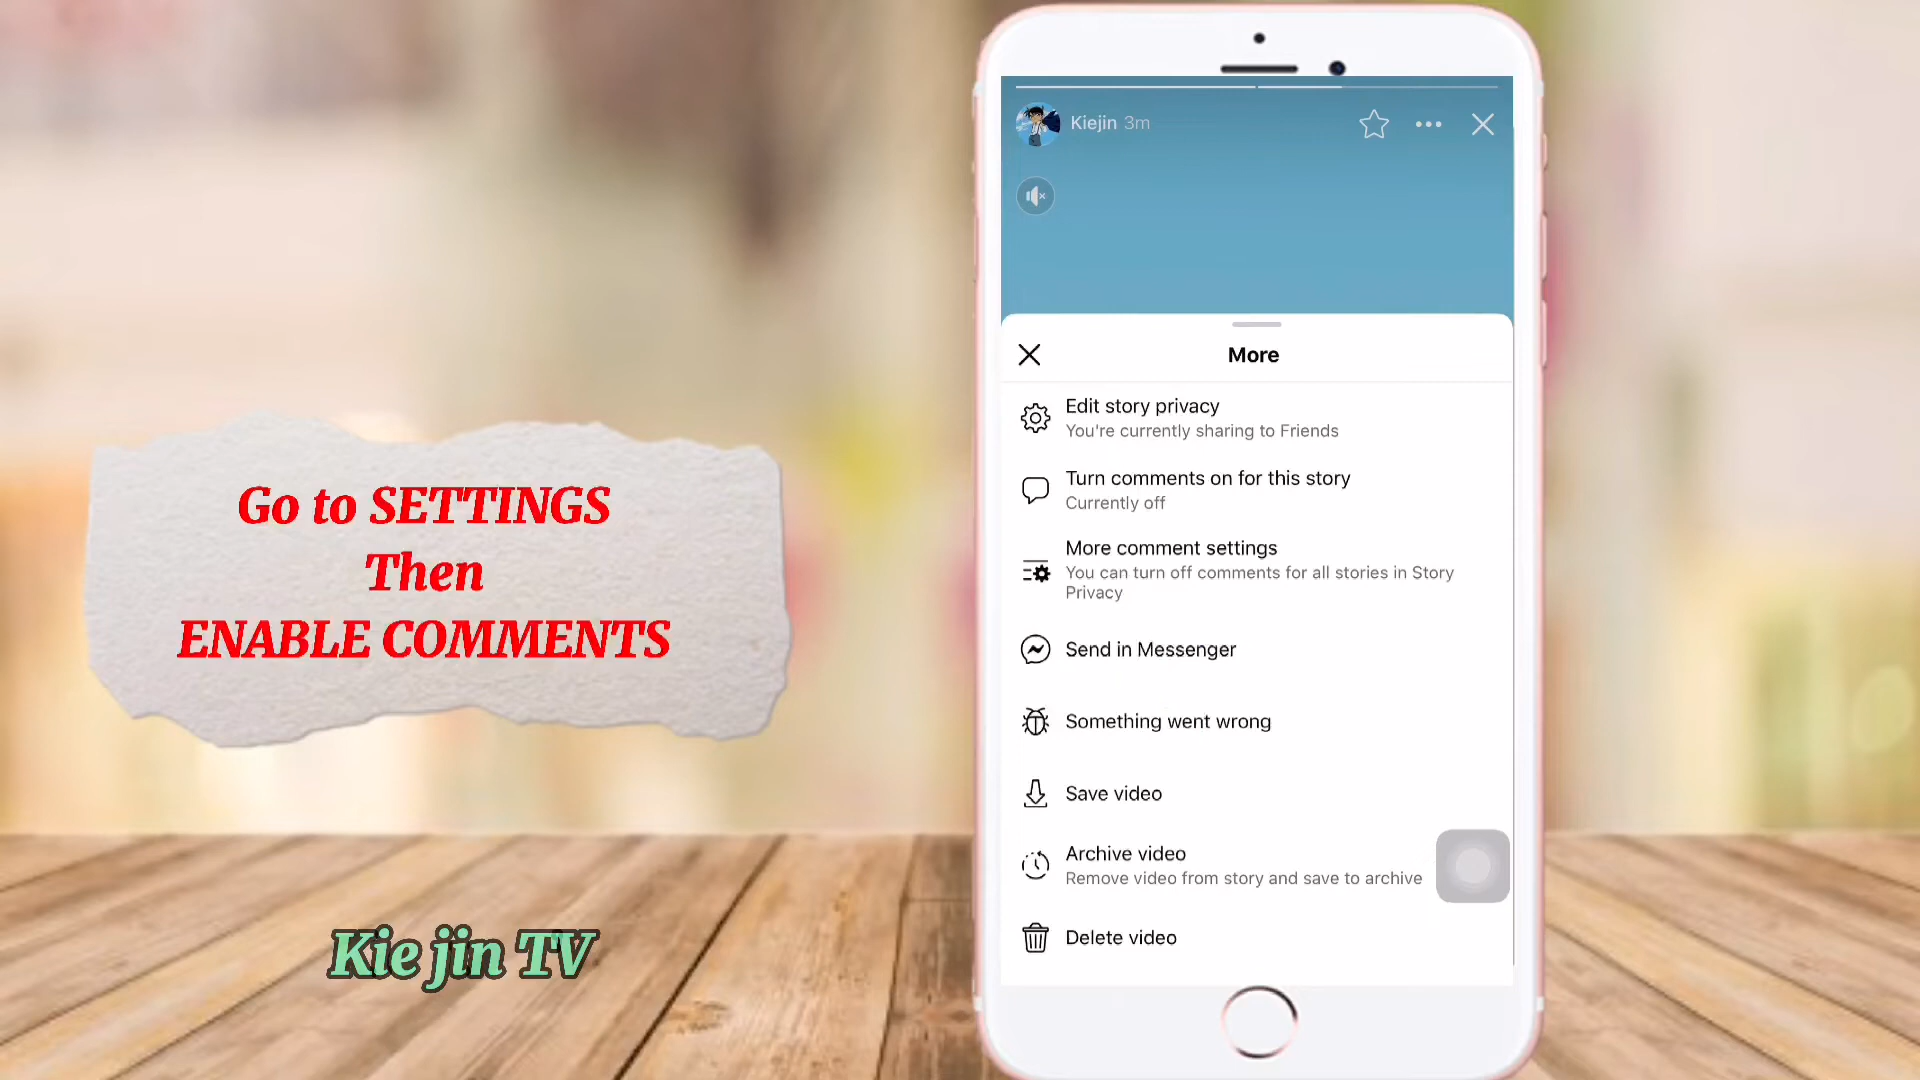 Go to SETTINGS
Then
ENABLE COMMENTS
Kie jin TV
Kiejin 3m
More
Edit story privacy
You're currently sharing to Friends
Turn comments on for this story
Currently off
More comment settings
You can turn off comments for all stories in Story
Privacy
Send in Messenger
Something went wrong
Save video
Archive video
Remove video from story and save to archive
Delete video